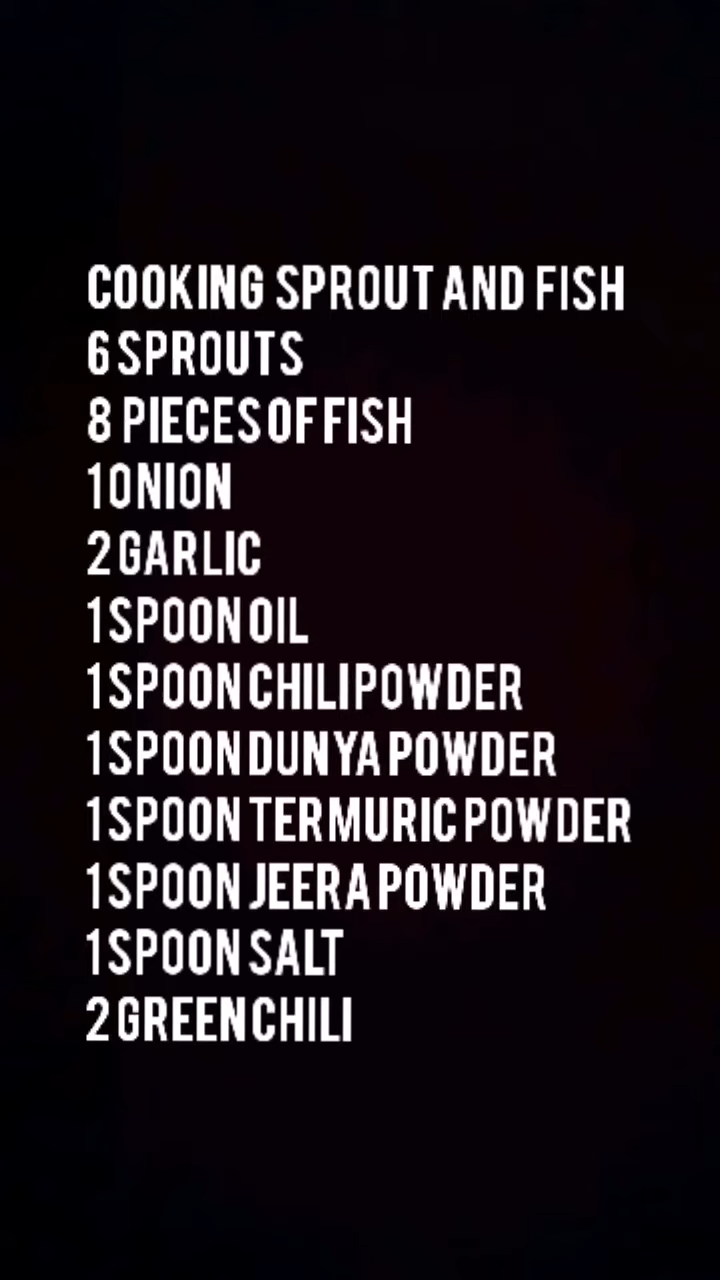 COOKING SPROUT AND FISH
6 SPROUTS
8 PIECES OF FISH
1 ONION
2 GARLIC
1 SPOON OIL
1 SPOON CHILI POWDER
1 SPOON DUNYA POWDER
1 SPOON TERMURIC POWDER
1 SPOON JEERA POWDER
1 SPOON SALT
2 GREEN CHILI